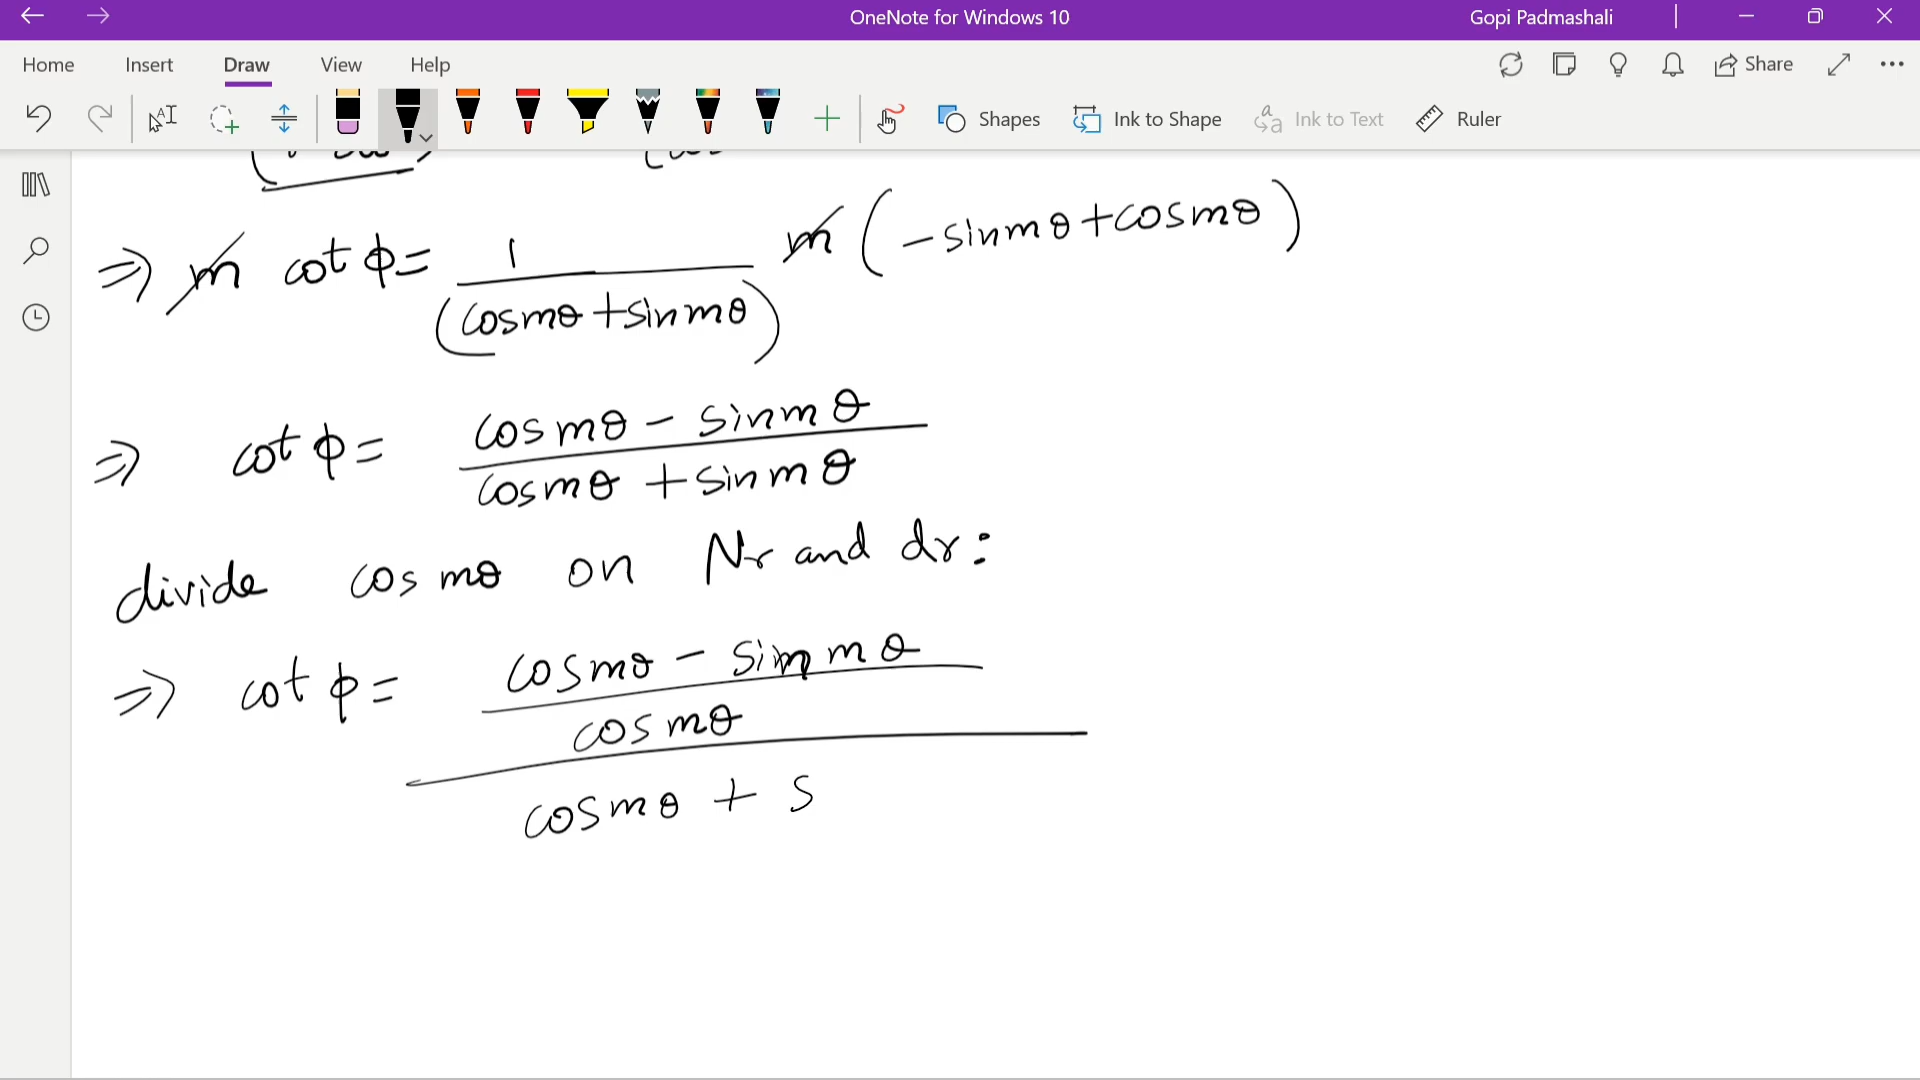 OneNote for Windows 10 Gopi Padmashali
Home Insert Draw View Help Share
Shapes Ink to Shape Ink to Text Ruler
⇒ m cot φ = 1/(cosmθ + sinmθ) m(-sinmθ + cosmθ)
⇒ cot φ = cosmθ - sinmθ
cosmθ + sinmθ
divide cos mθ on Nr and dr:
⇒ cot φ = cosmθ - sinmθ
cos mθ
cosmθ + s